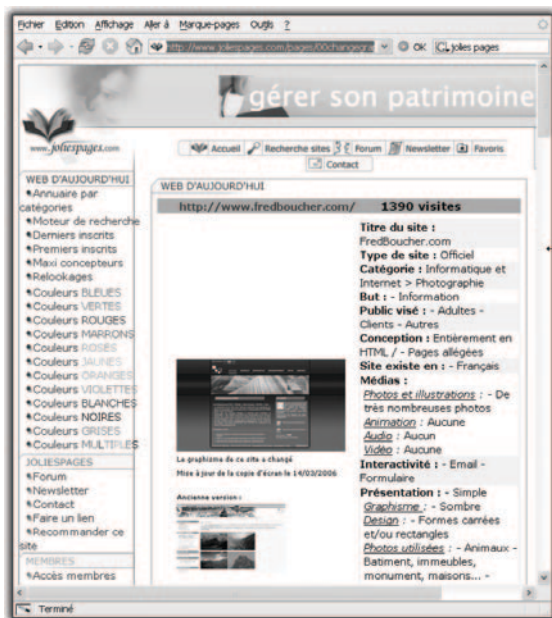 Fichier Edition Affichage Aller à Marque-pages Outils ?
http://www.joliespages.com/pages/00changegra OK jolies pages
gérer son patrimoine
www.joliespages.com
Accueil Recherche sites Forum Newsletter Favoris
Contact
WEB D'AUJOURD'HUI
Annuaire par
catégories
Moteur de recherche
Derniers inscrits
Premiers inscrits
Maxi concepteurs
Relookages
Couleurs BLEUES
Couleurs VERTES
Couleurs ROUGES
Couleurs MARRONS
Couleurs ROSES
Couleurs JAUNES
Couleurs ORANGES
Couleurs VIOLETTES
Couleurs BLANCHES
Couleurs NOIRES
Couleurs GRISES
Couleurs MULTIPLES
JOLIESPAGES
Forum
Newsletter
Contact
Faire un lien
Recommander ce
site
MEMBRES
Accès membres
WEB D'AUJOURD'HUI
http://www.fredboucher.com/ 1390 visites
La graphisme de ce site a changé
Mise à jour de la copie d'écran le 14/03/2006
Ancienne version :
Titre du site :
FredBoucher.com
Type de site : Officiel
Catégorie : Informatique et
Internet > Photographie
But : - Information
Public visé : - Adultes -
Clients - Autres
Conception : Entièrement en
HTML / - Pages allégées
Site existe en : - Français
Médias :
Photos et illustrations : - De
très nombreuses photos
Animation : Aucune
Audio : Aucun
Vidéo : Aucune
Interactivité : - Email -
Formulaire
Présentation : - Simple
Graphisme : - Sombre
Design : - Formes carrées
et/ou rectangles
Photos utilisées : - Animaux -
Batiment, immeubles,
monument, maisons... -
Terminé